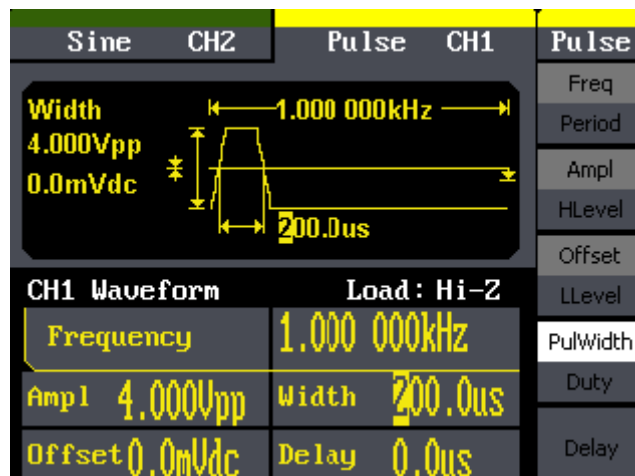 Sine CH2 Pulse CH1 Pulse
Width 1.000 000kHz
4.000Vpp
0.0mVdc
200.0us
CH1 Waveform Load: Hi-Z
Frequency 1.000 000kHz
Ampl 4.000Vpp Width 200.0us
Offset 0.0mVdc Delay 0.0us
Freq
Period
Ampl
HLevel
Offset
LLevel
PulWidth
Duty
Delay